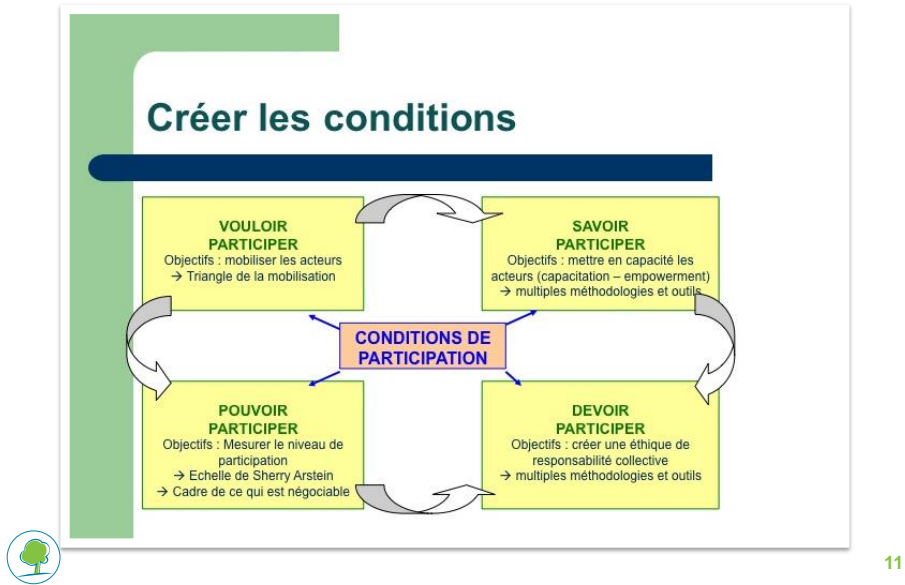 Créer les conditions
VOULOIR
PARTICIPER
Objectifs : mobiliser les acteurs
→ Triangle de la mobilisation
SAVOIR
PARTICIPER
Objectifs : mettre en capacité les
acteurs (capacitation – empowerment)
→ multiples méthodologies et outils
CONDITIONS DE
PARTICIPATION
POUVOIR
PARTICIPER
Objectifs : Mesurer le niveau de
participation
→ Echelle de Sherry Arstein
→ Cadre de ce qui est négociable
DEVOIR
PARTICIPER
Objectifs : créer une éthique de
responsabilité collective
→ multiples méthodologies et outils
11